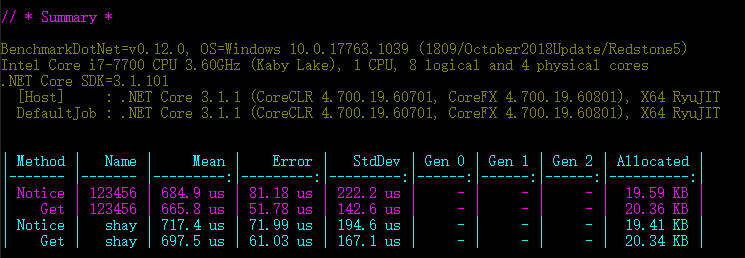 // * Summary *
BenchmarkDotNet=v0.12.0, OS=Windows 10.0.17763.1039 (1809/October2018Update/Redstone5)
Intel Core i7-7700 CPU 3.60GHz (Kaby Lake), 1 CPU, 8 logical and 4 physical cores
.NET Core SDK=3.1.101
  [Host]     : .NET Core 3.1.1 (CoreCLR 4.700.19.60701, CoreFX 4.700.19.60801), X64 RyuJIT
  DefaultJob : .NET Core 3.1.1 (CoreCLR 4.700.19.60701, CoreFX 4.700.19.60801), X64 RyuJIT
| Method |   Name |     Mean |    Error |   StdDev | Gen 0 | Gen 1 | Gen 2 | Allocated |
|------- |------- |---------:|---------:|---------:|------:|------:|------:|----------:|
| Notice | 123456 | 684.9 us | 81.18 us | 222.2 us |     - |     - |     - |  19.59 KB |
|    Get | 123456 | 665.8 us | 51.78 us | 142.6 us |     - |     - |     - |  20.36 KB |
| Notice |   shay | 717.4 us | 71.99 us | 194.6 us |     - |     - |     - |  19.41 KB |
|    Get |   shay | 697.5 us | 61.03 us | 167.1 us |     - |     - |     - |  20.34 KB |